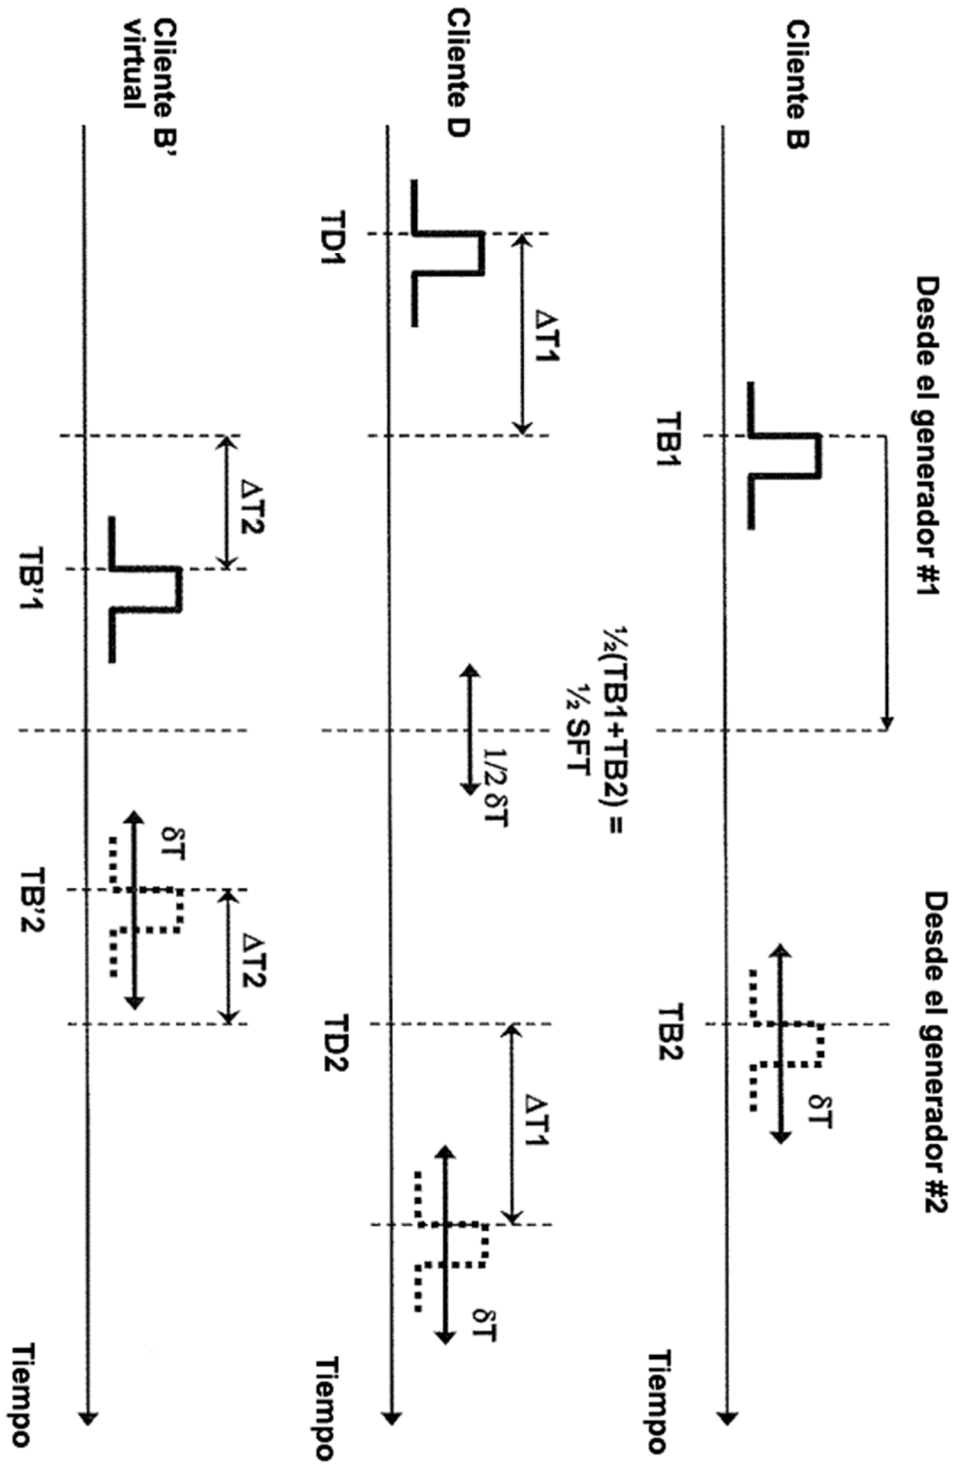 Desde el generador #1
Desde el generador #2
Cliente B
TB1
TB2
δT
Tiempo
½(TB1+TB2) =
½ SFT
Cliente D
ΔT1
1/2 δT
ΔT1
δT
TD1
TD2
Tiempo
Cliente B'
virtual
ΔT2
δT
ΔT2
TB'1
TB'2
Tiempo